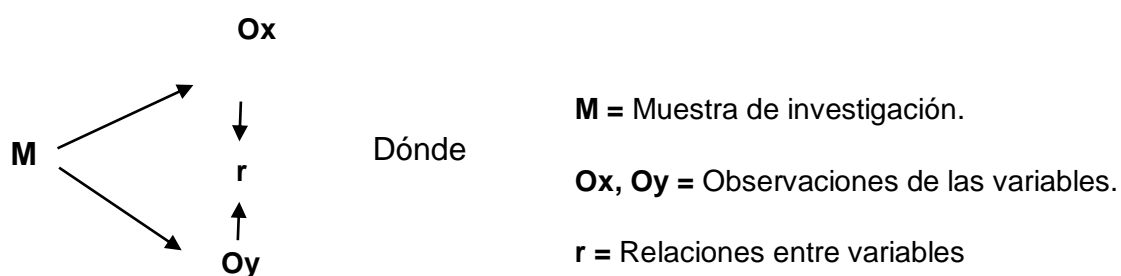 Ox
M = Muestra de investigación.
M
r
Dónde
Ox, Oy = Observaciones de las variables.
Oy
r = Relaciones entre variables